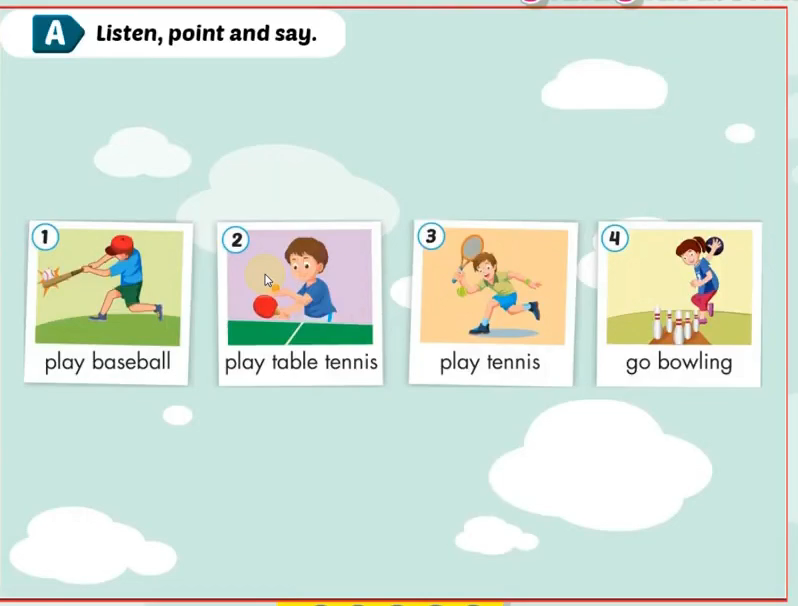 A Listen, point and say.
1
2
3
4
play baseball
play table tennis
play tennis
go bowling